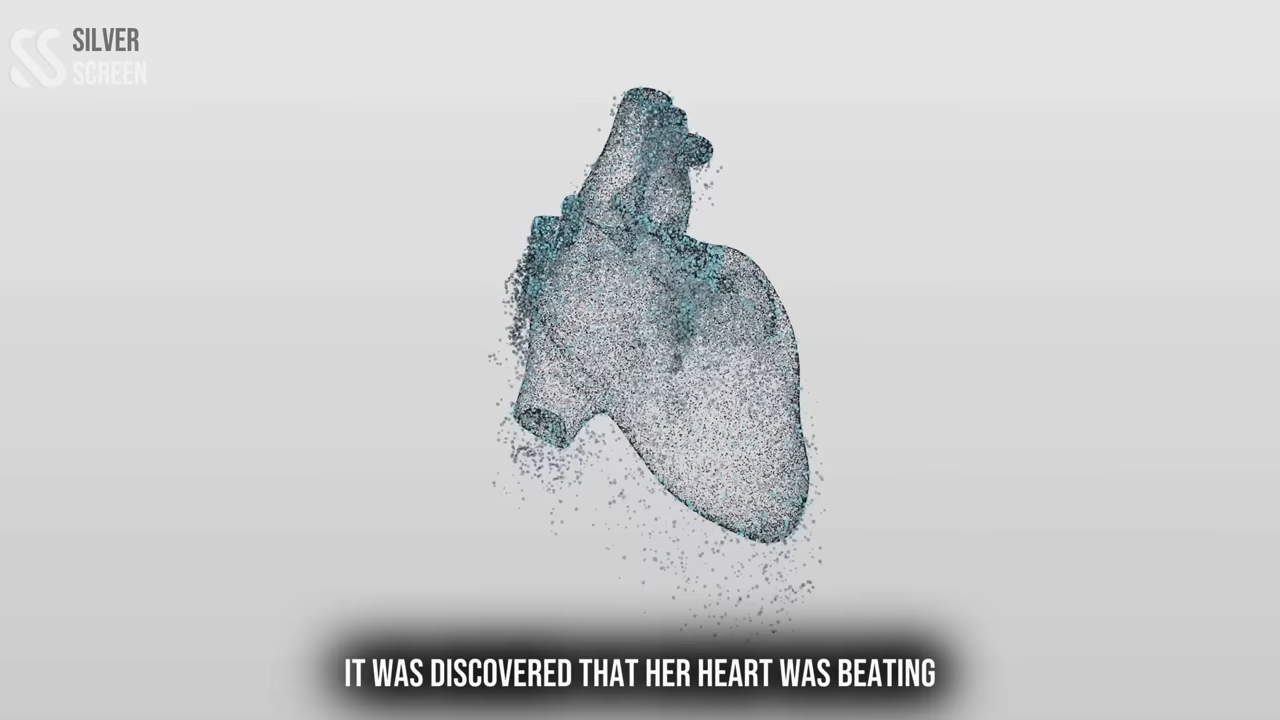 SILVER
SCREEN
IT WAS DISCOVERED THAT HER HEART WAS BEATING